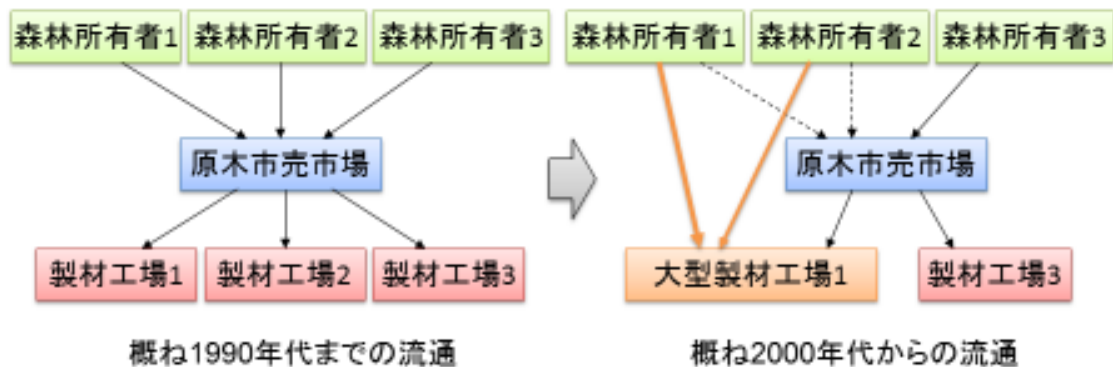 森林所有者1 森林所有者2 森林所有者3 森林所有者1 森林所有者2 森林所有者3
原木市売市場 原木市売市場
製材工場1 製材工場2 製材工場3 大型製材工場1 製材工場3
概ね1990年代までの流通 概ね2000年代からの流通